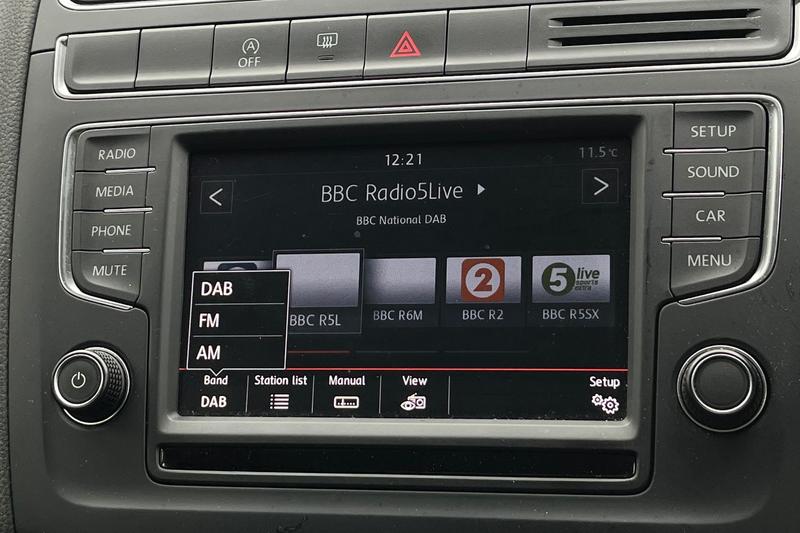 A
OFF
RADIO
MEDIA
PHONE
MUTE
SETUP
SOUND
CAR
MENU
12:21
11.5°C
< BBC Radio5Live ▶ >
BBC National DAB
2
5 live
sports
extra
BBC R5L
BBC R6M
BBC R2
BBC R5SX
DAB
FM
AM
Band
DAB
Station list
Manual
View
Setup